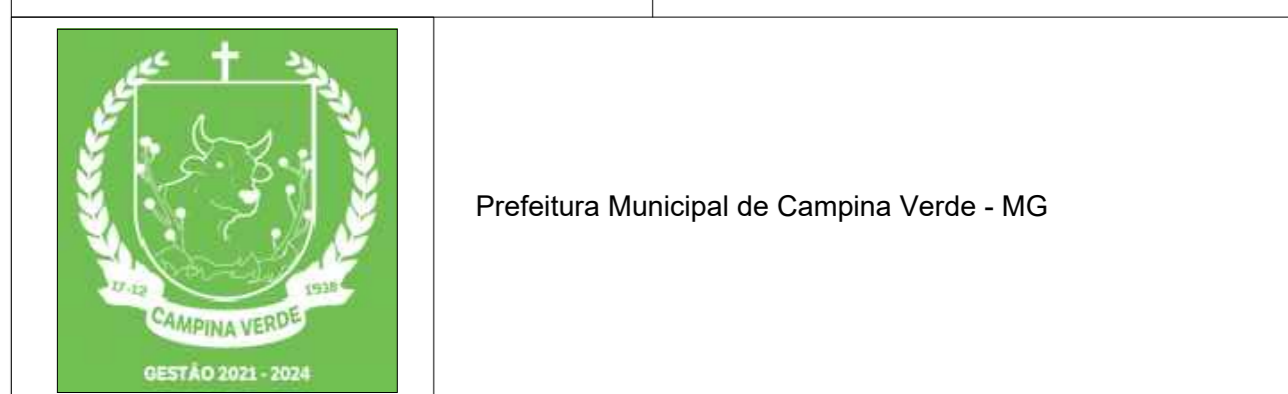 17-12
1938
CAMPINA VERDE
GESTÃO 2021 - 2024
Prefeitura Municipal de Campina Verde - MG